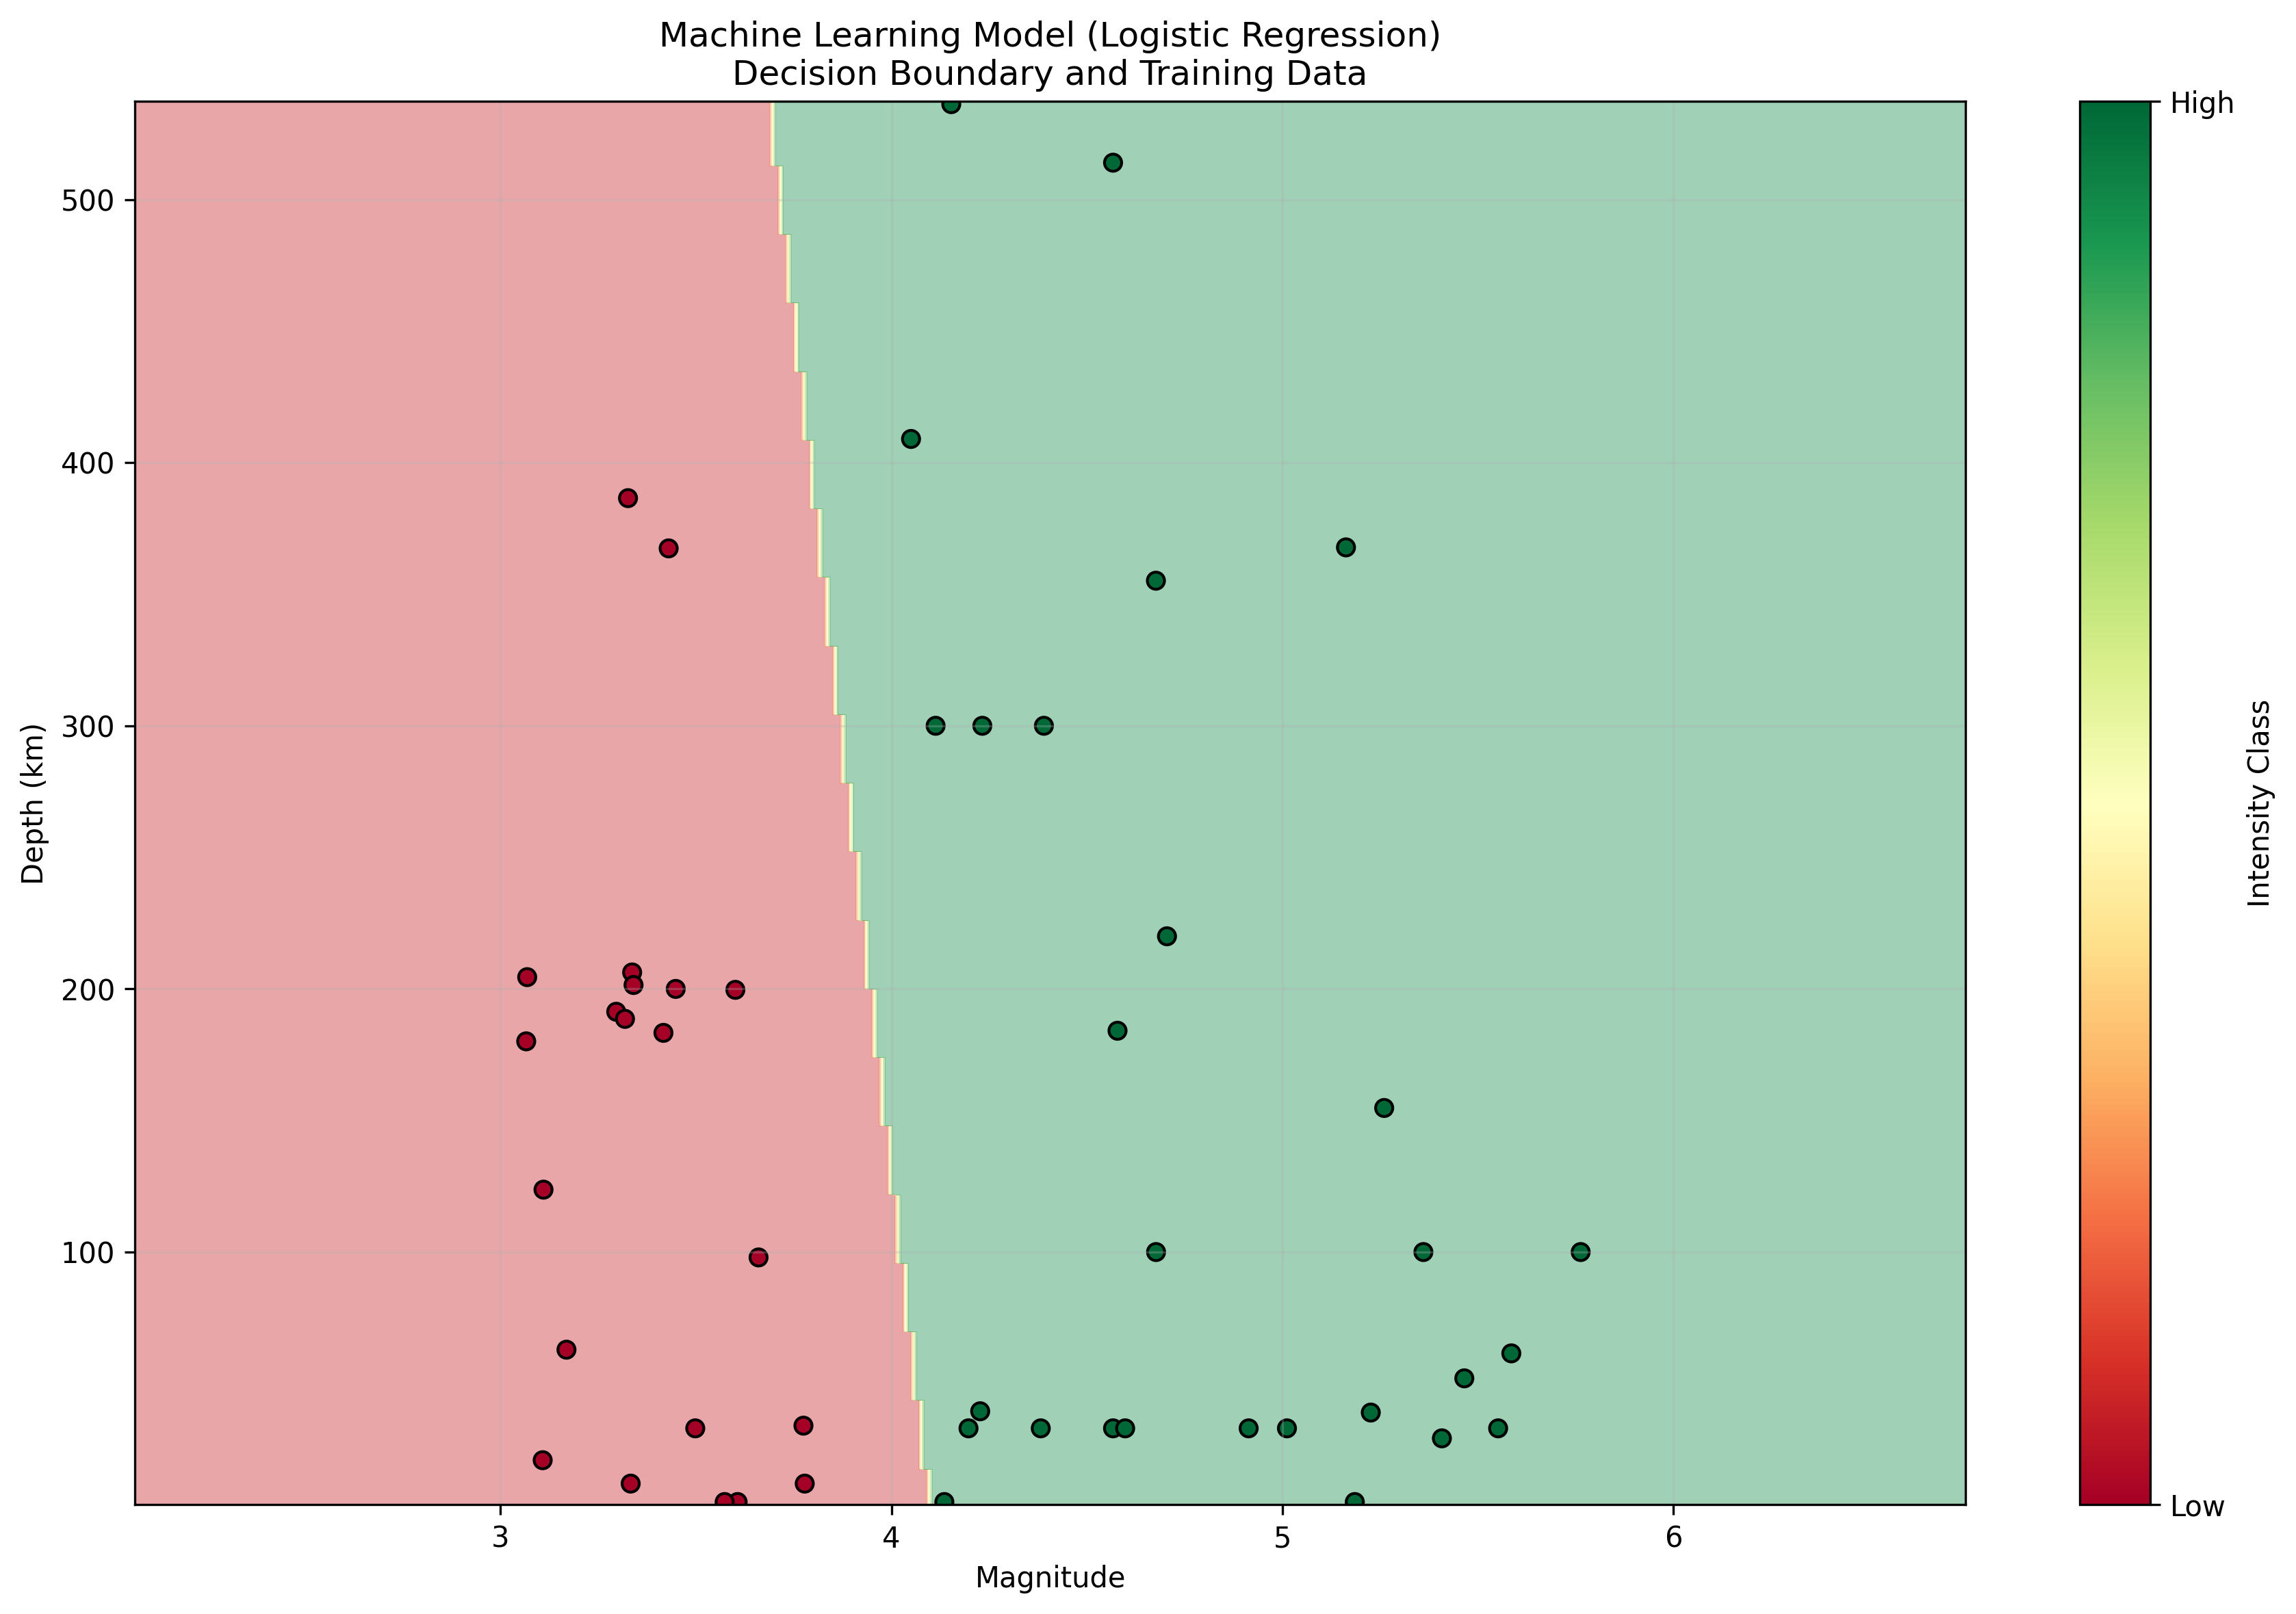 Machine Learning Model (Logistic Regression)
Decision Boundary and Training Data
Depth (km)
500
400
300
200
100
3
4
5
6
Magnitude
High
Low
Intensity Class